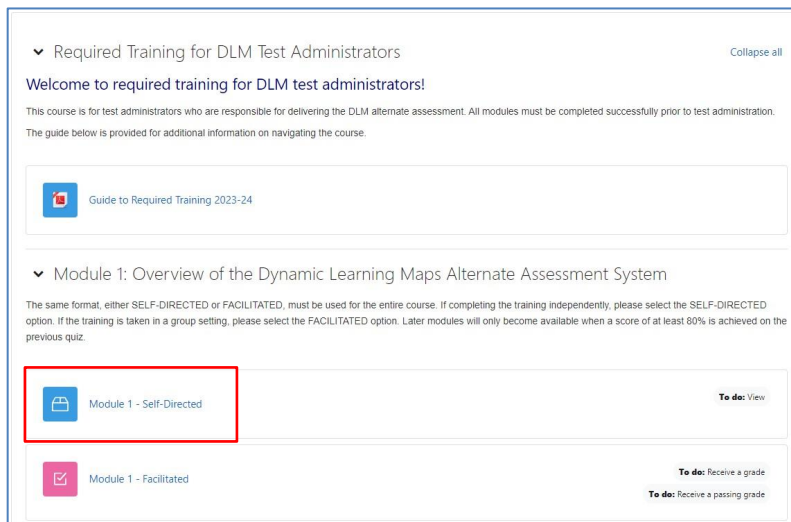 Required Training for DLM Test Administrators
Collapse all
Welcome to required training for DLM test administrators!
This course is for test administrators who are responsible for delivering the DLM alternate assessment. All modules must be completed successfully prior to test administration.
The guide below is provided for additional information on navigating the course.
Guide to Required Training 2023-24
Module 1: Overview of the Dynamic Learning Maps Alternate Assessment System
The same format, either SELF-DIRECTED or FACILITATED, must be used for the entire course. If completing the training independently, please select the SELF-DIRECTED
option. If the training is taken in a group setting, please select the FACILITATED option. Later modules will only become available when a score of at least 80% is achieved on the
previous quiz.
Module 1 - Self-Directed
To do: View
Module 1 - Facilitated
To do: Receive a grade
To do: Receive a passing grade